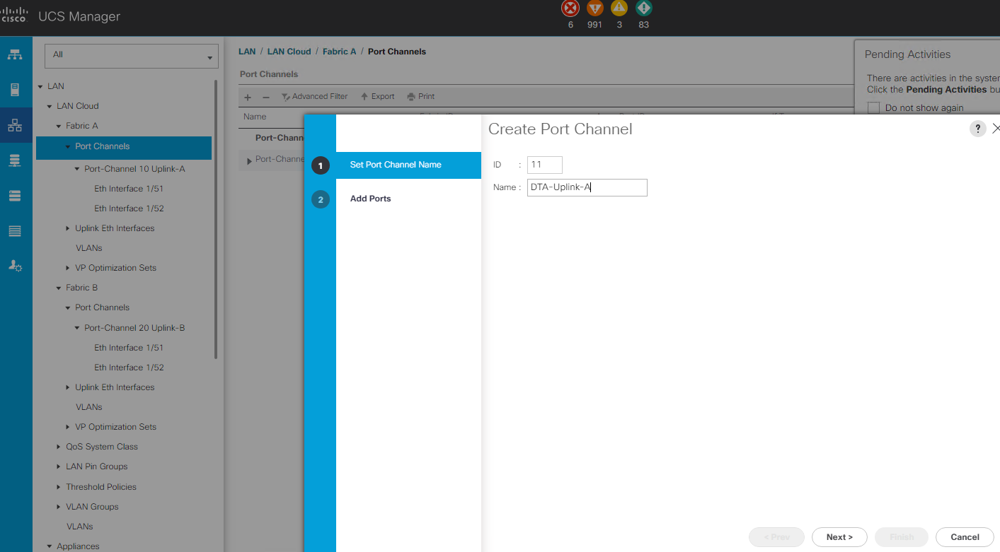 CISCO
UCS Manager
6
991
3
83
All
LAN
LAN Cloud
Fabric A
Port Channels
Port-Channel 10 Uplink-A
Eth Interface 1/51
Eth Interface 1/52
Uplink Eth Interfaces
VLANs
VP Optimization Sets
Fabric B
Port Channels
Port-Channel 20 Uplink-B
Eth Interface 1/51
Eth Interface 1/52
Uplink Eth Interfaces
VLANs
VP Optimization Sets
QoS System Class
LAN Pin Groups
Threshold Policies
VLAN Groups
VLANs
Appliances
LAN / LAN Cloud / Fabric A / Port Channels
Port Channels
+ − Advanced Filter Export Print
Name
Port-Chann
Port-Channe
Pending Activities
There are activities in the syster
Click the Pending Activities bu
Do not show again
1 Set Port Channel Name
2 Add Ports
Create Port Channel
?
ID : 11
Name : DTA-Uplink-A
< Prev Next > Finish Cancel